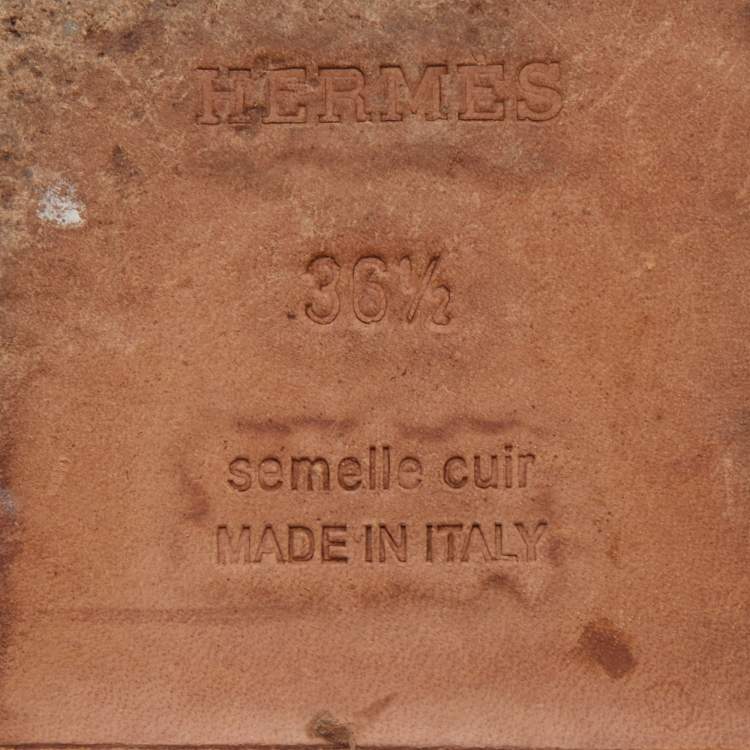 HERMES
36½
semelle cuir
MADE IN ITALY